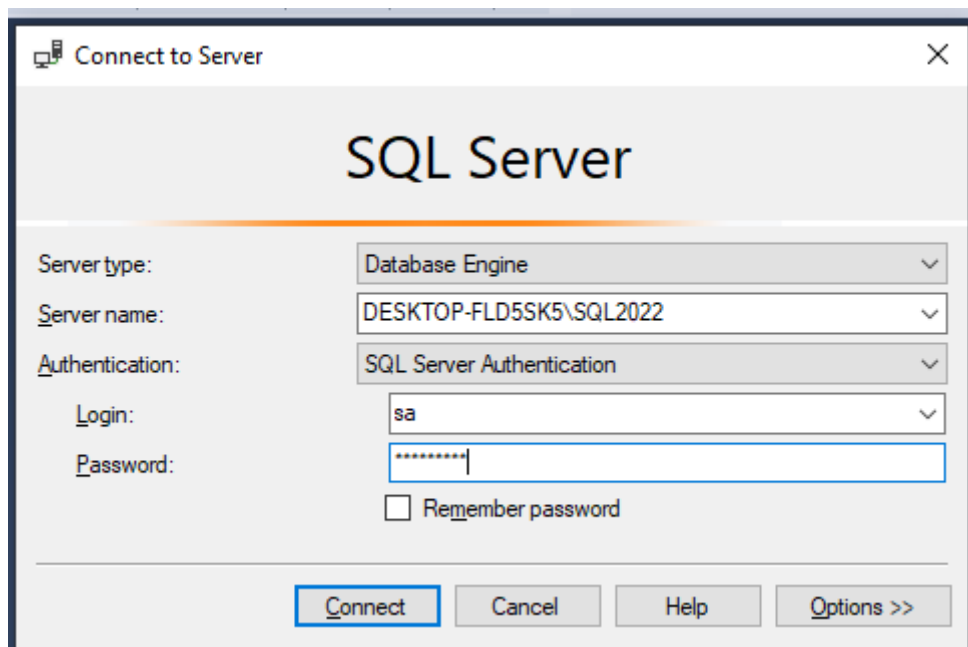 Connect to Server
SQL Server
Server type: Database Engine
Server name: DESKTOP-FLD5SK5\SQL2022
Authentication: SQL Server Authentication
Login: sa
Password: *********
Remember password
Connect Cancel Help Options >>